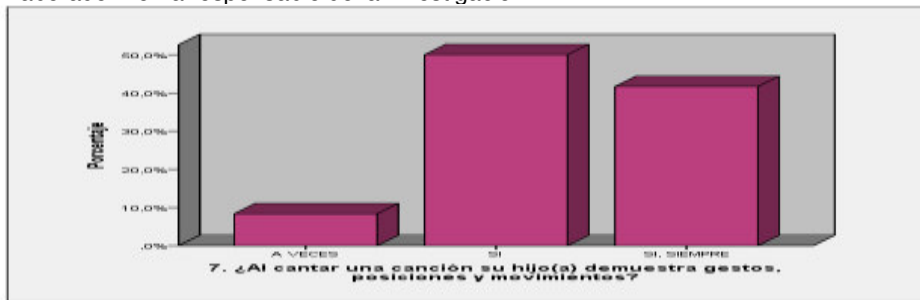 50,0%
40,0%
30,0%
20,0%
10,0%
,0%
Porcentaje
A VECES
SI
SI, SIEMPRE
7. ¿Al cantar una canción su hijo(a) demuestra gestos,
posiciones y movimientos?